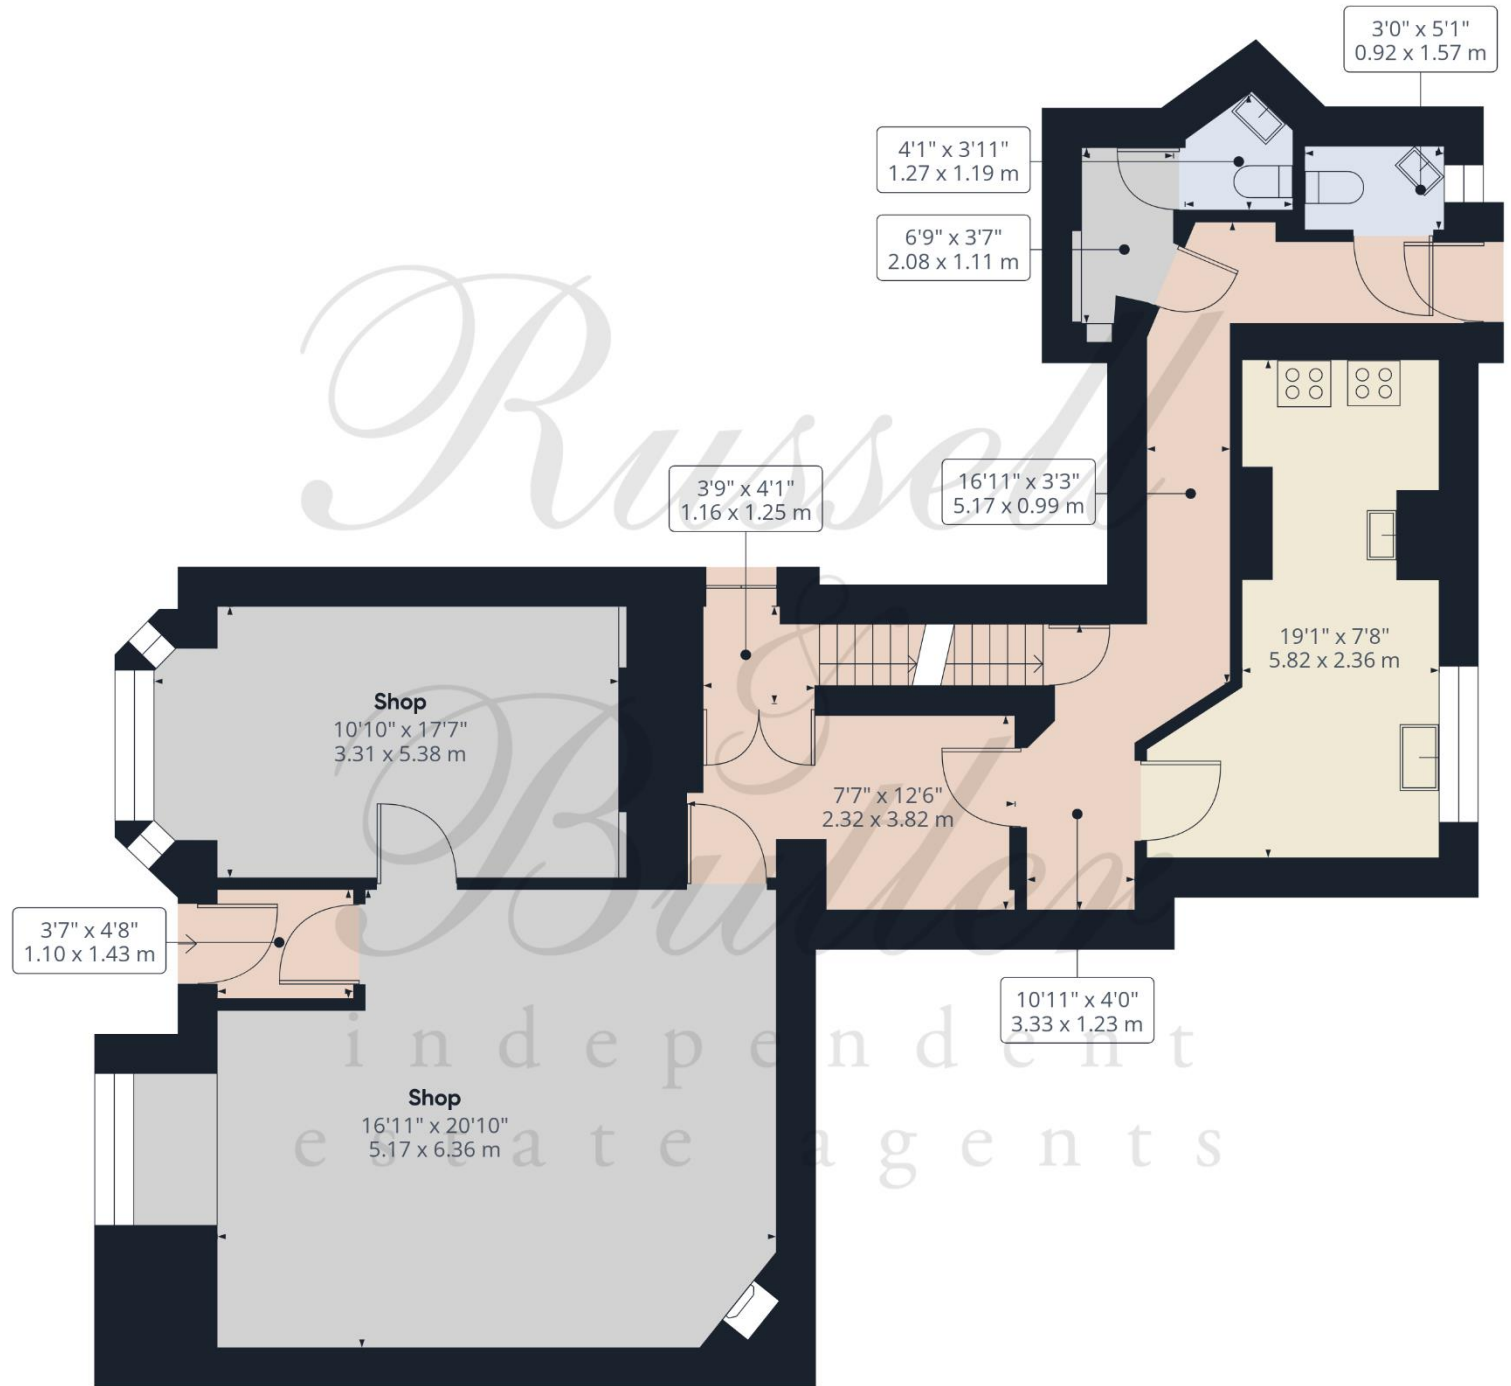 3'0" x 5'1"
0.92 x 1.57 m
4'1" x 3'11"
1.27 x 1.19 m
6'9" x 3'7"
2.08 x 1.11 m
3'9" x 4'1"
1.16 x 1.25 m
16'11" x 3'3"
5.17 x 0.99 m
19'1" x 7'8"
5.82 x 2.36 m
Shop
10'10" x 17'7"
3.31 x 5.38 m
7'7" x 12'6"
2.32 x 3.82 m
3'7" x 4'8"
1.10 x 1.43 m
10'11" x 4'0"
3.33 x 1.23 m
Shop
16'11" x 20'10"
5.17 x 6.36 m
Russell
&
Butler
independent
estate agents